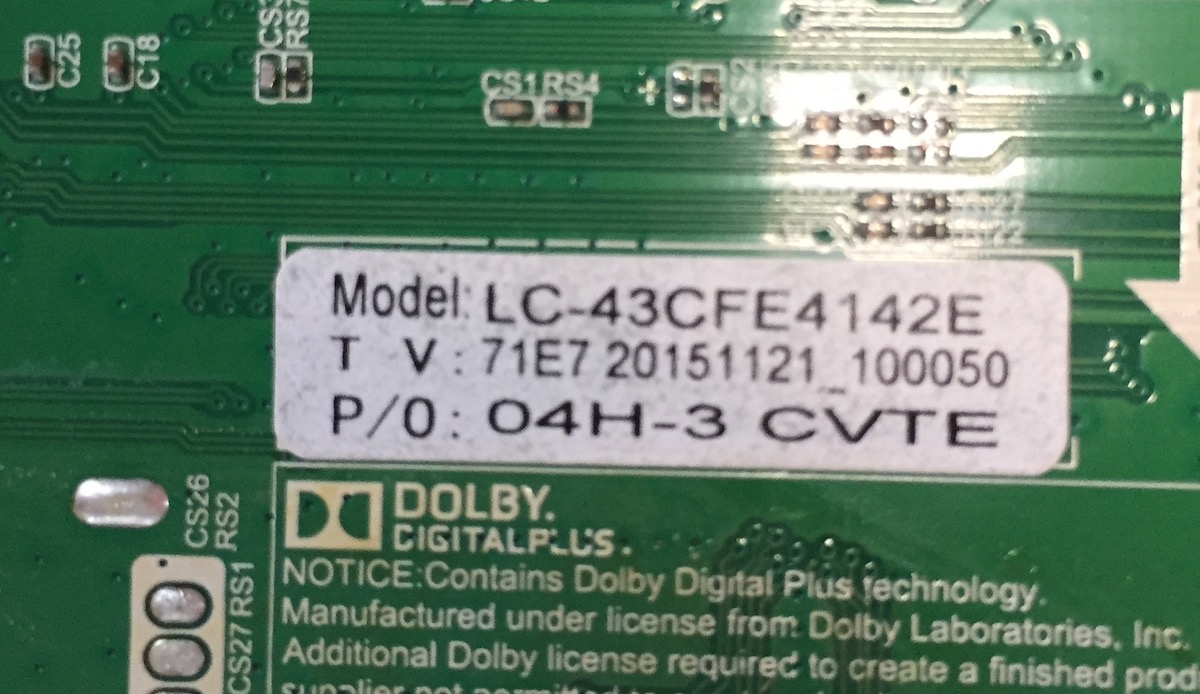 C25
C18
RS7
CS1 RS4
Model: LC-43CFE4142E
T V : 71E7 20151121_100050
P/O: 04H-3 CVTE
CS26
RS2
DOLBY.
DIGITAL PLUS.
NOTICE:Contains Dolby Digital Plus technology.
CS27 RS1
Manufactured under license from Dolby Laboratories, Inc.
Additional Dolby license required to create a finished prod